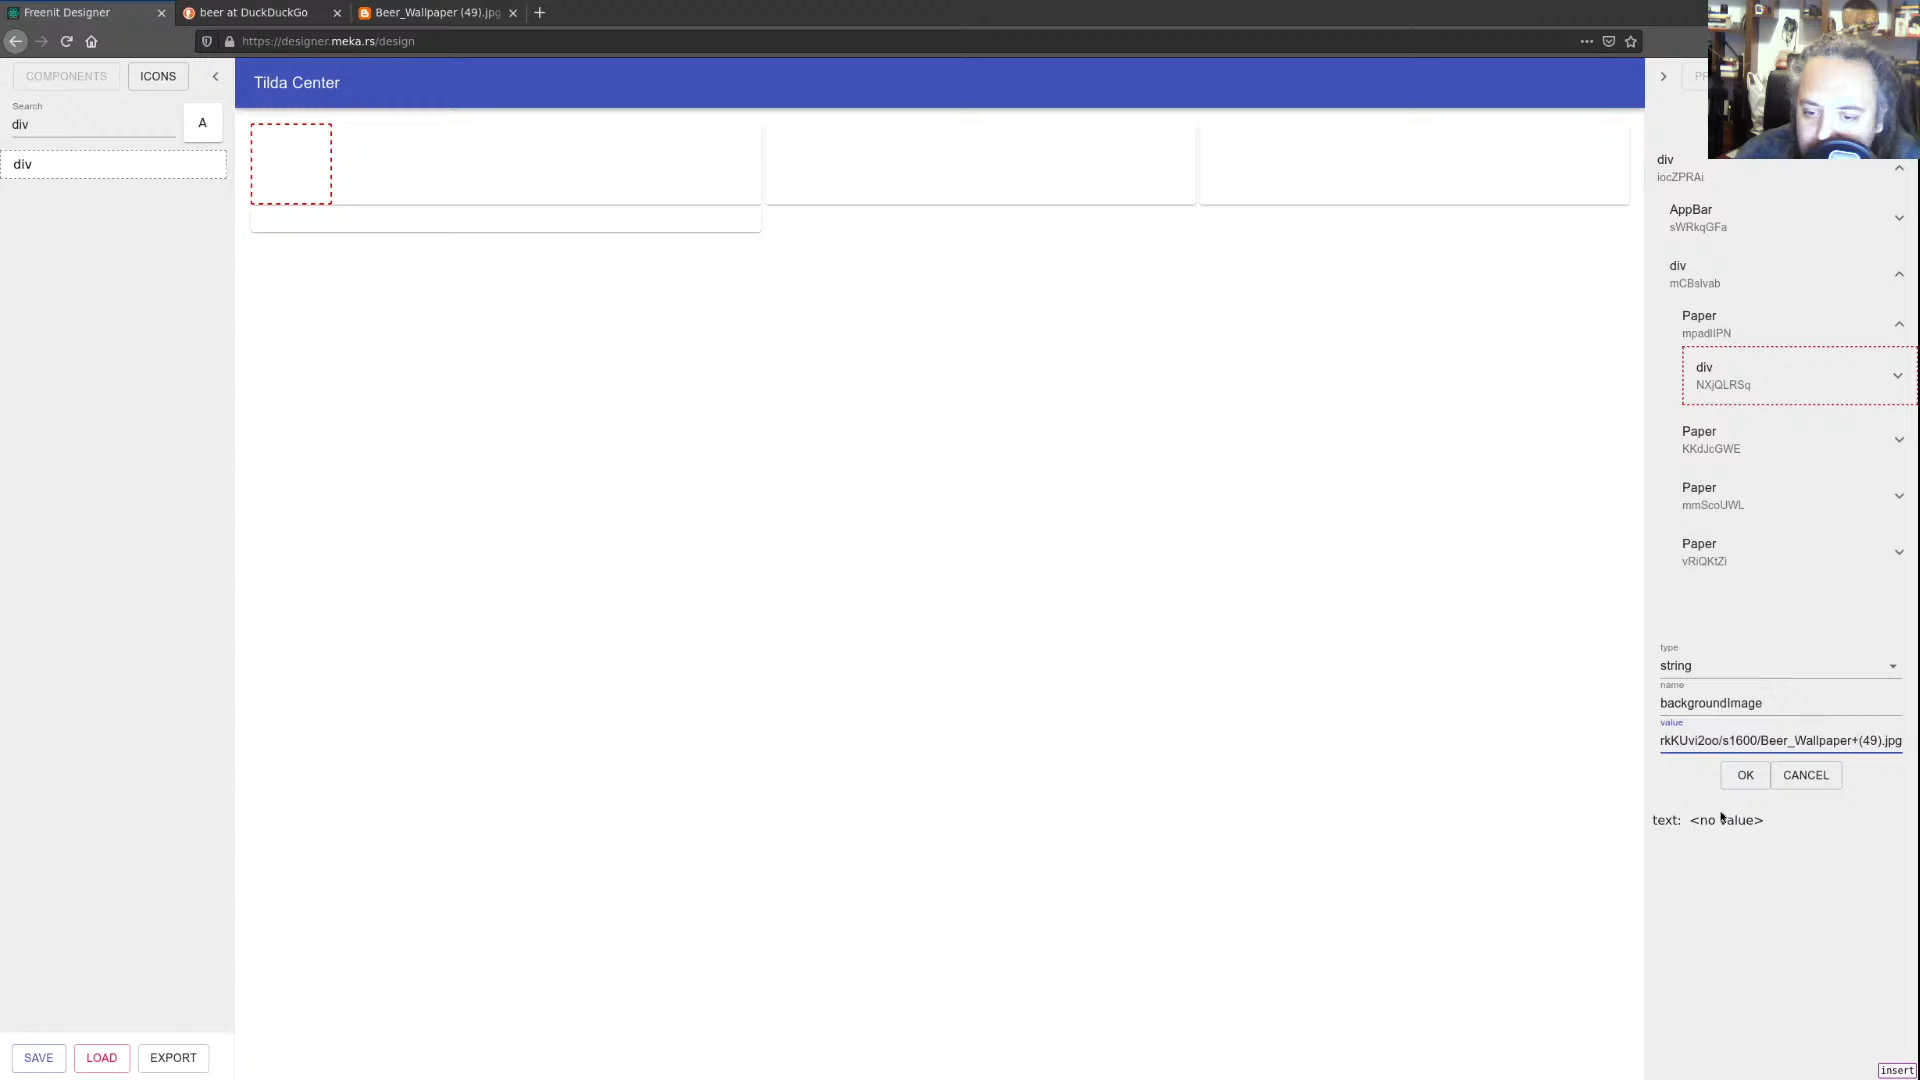 Freenit Designer
beer at DuckDuckGo
Beer_Wallpaper (49).jpg
https://designer.meka.rs/design
COMPONENTS
ICONS
Search
div
A
div
Tilda Center
PR
div
iocZPRAi
AppBar
sWRkqGFa
div
mCBslvab
Paper
mpadIIPN
div
NXjQLRSq
Paper
KKdJcGWE
Paper
mmScoUWL
Paper
vRiQKtZi
type
string
name
backgroundImage
value
rkKUvi2oo/s1600/Beer_Wallpaper+(49).jpg
OK
CANCEL
text: <no value>
SAVE
LOAD
EXPORT
insert